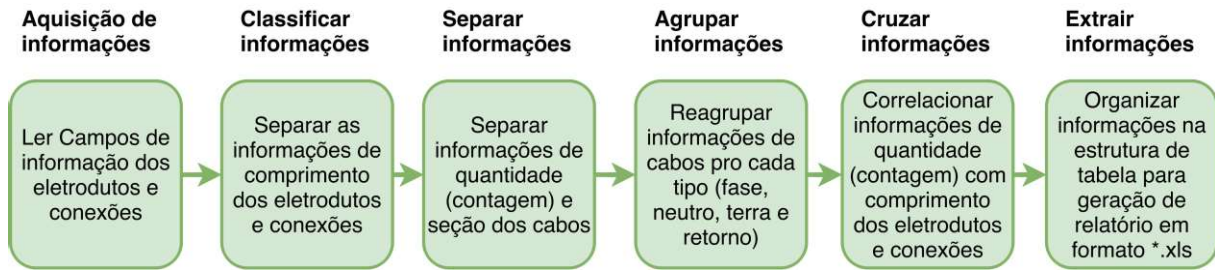 Aquisição de
informações
Classificar
informações
Separar
informações
Agrupar
informações
Cruzar
informações
Extrair
informações
Ler Campos de
informação dos
eletrodutos e
conexões
Separar as
informações de
comprimento
dos eletrodutos
e conexões
Separar
informações de
quantidade
(contagem) e
seção dos cabos
Reagrupar
informações de
cabos pro cada
tipo (fase,
neutro, terra e
retorno)
Correlacionar
informações de
quantidade
(contagem) com
comprimento
dos eletrodutos
e conexões
Organizar
informações na
estrutura de
tabela para
geração de
relatório em
formato *.xls